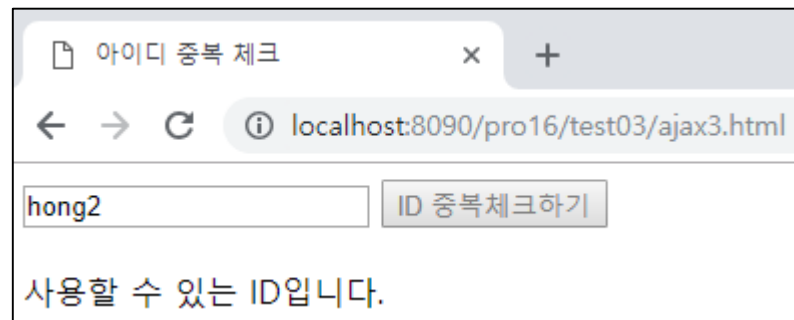 아이디 중복 체크
localhost:8090/pro16/test03/ajax3.html
hong2 ID 중복체크하기
사용할 수 있는 ID입니다.